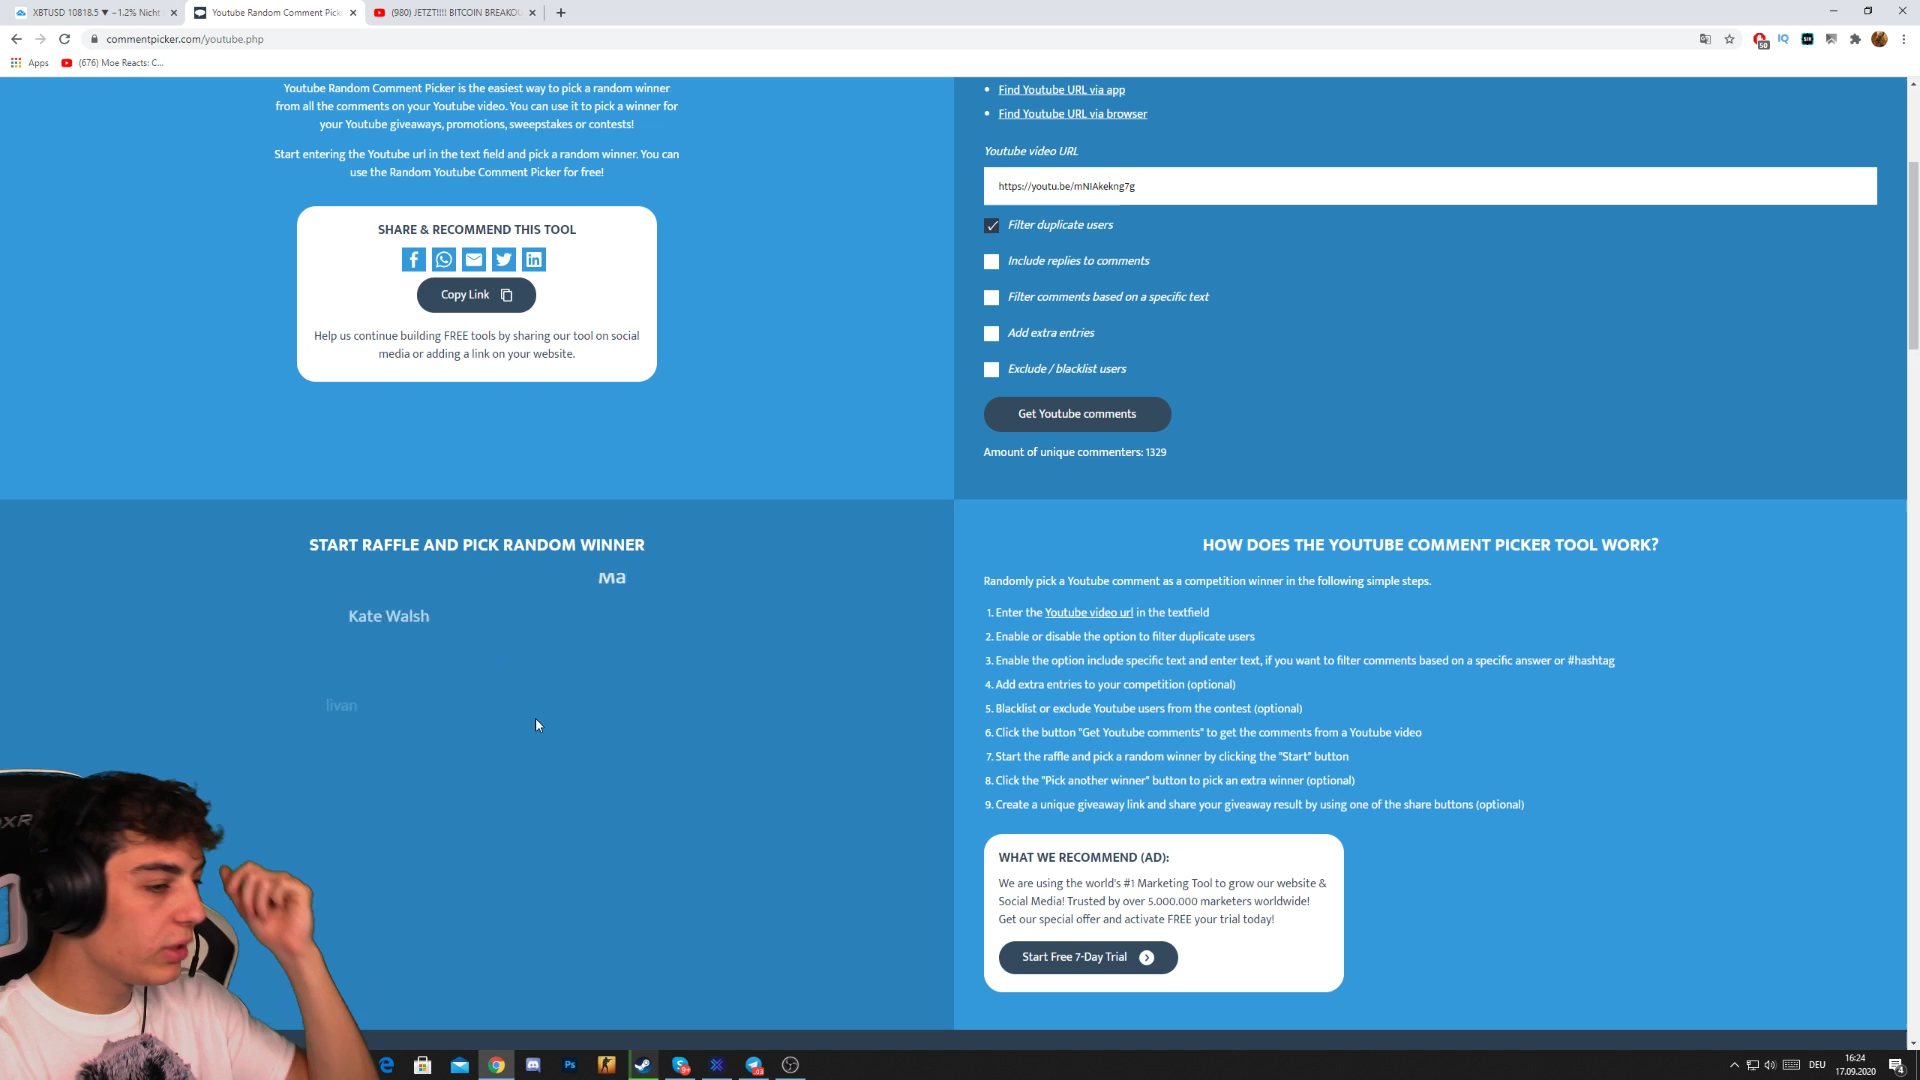 XBTUSD 10818.5 ▼ −1.2% Nicht
Youtube Random Comment Pick
(980) JETZT!!!! BITCOIN BREAKOU
commentpicker.com/youtube.php
50
IQ
Apps
(676) Moe Reacts: C...
Youtube Random Comment Picker is the easiest way to pick a random winner
from all the comments on your Youtube video. You can use it to pick a winner for
your Youtube giveaways, promotions, sweepstakes or contests!
Start entering the Youtube url in the text field and pick a random winner. You can
use the Random Youtube Comment Picker for free!
SHARE & RECOMMEND THIS TOOL
Copy Link
Help us continue building FREE tools by sharing our tool on social
media or adding a link on your website.
• Find Youtube URL via app
• Find Youtube URL via browser
Youtube video URL
https://youtu.be/mNIAkekng7g
Filter duplicate users
Include replies to comments
Filter comments based on a specific text
Add extra entries
Exclude / blacklist users
Get Youtube comments
Amount of unique commenters: 1329
START RAFFLE AND PICK RANDOM WINNER
Ma
Kate Walsh
livan
HOW DOES THE YOUTUBE COMMENT PICKER TOOL WORK?
Randomly pick a Youtube comment as a competition winner in the following simple steps.
1. Enter the Youtube video url in the textfield
2. Enable or disable the option to filter duplicate users
3. Enable the option include specific text and enter text, if you want to filter comments based on a specific answer or #hashtag
4. Add extra entries to your competition (optional)
5. Blacklist or exclude Youtube users from the contest (optional)
6. Click the button "Get Youtube comments" to get the comments from a Youtube video
7. Start the raffle and pick a random winner by clicking the "Start" button
8. Click the "Pick another winner" button to pick an extra winner (optional)
9. Create a unique giveaway link and share your giveaway result by using one of the share buttons (optional)
WHAT WE RECOMMEND (AD):
We are using the world's #1 Marketing Tool to grow our website &
Social Media! Trusted by over 5.000.000 marketers worldwide!
Get our special offer and activate FREE your trial today!
Start Free 7-Day Trial
Ps
DEU
16:24
17.09.2020
4